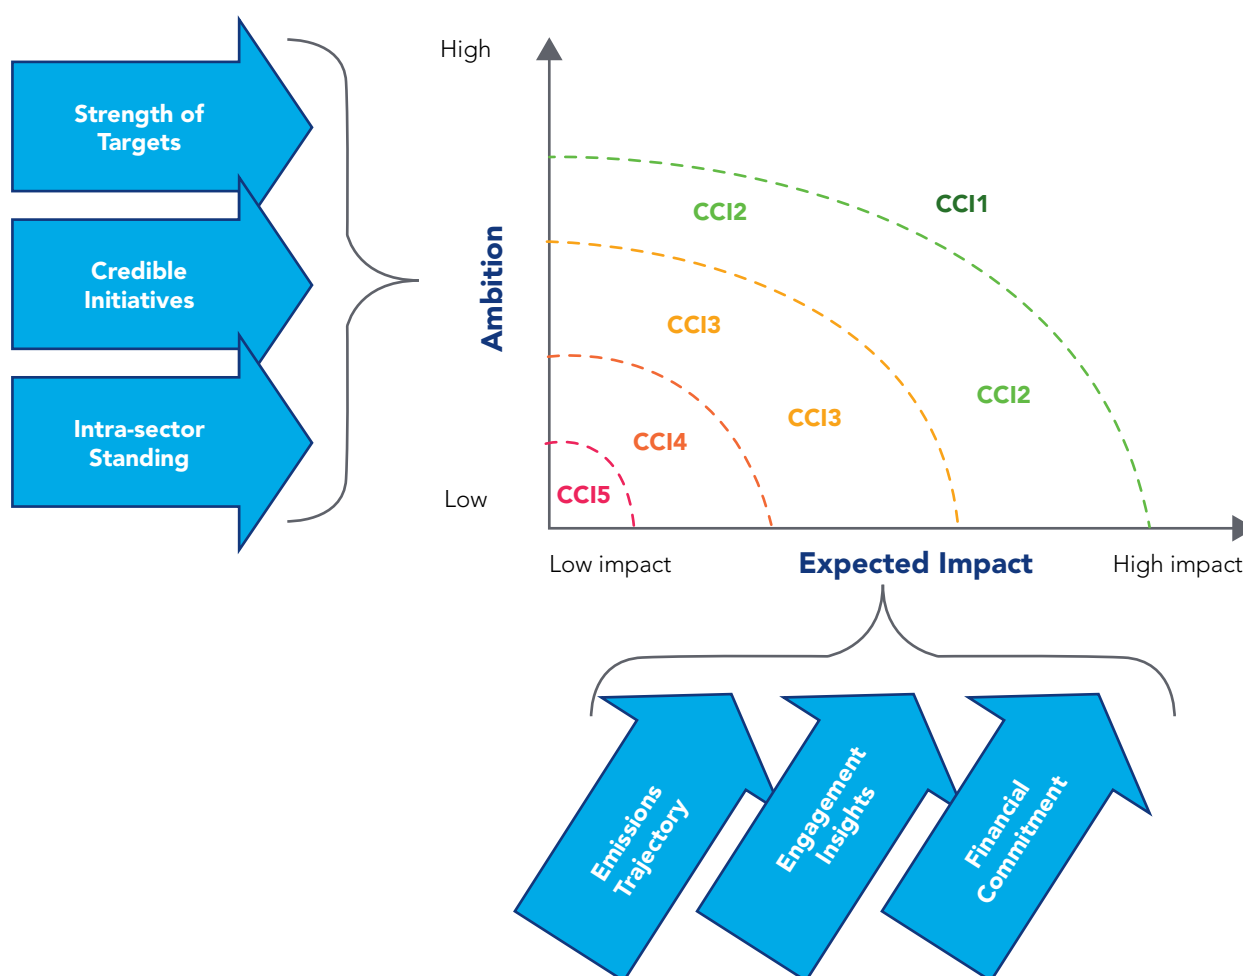 Strength of
Targets
Credible
Initiatives
Intra-sector
Standing
High
Ambition
Low
CCI1
CCI2
CCI3
CCI2
CCI3
CCI4
CCI5
Low impact
Expected Impact
High impact
Emissions
Trajectory
Engagement
Insights
Financial
Commitment